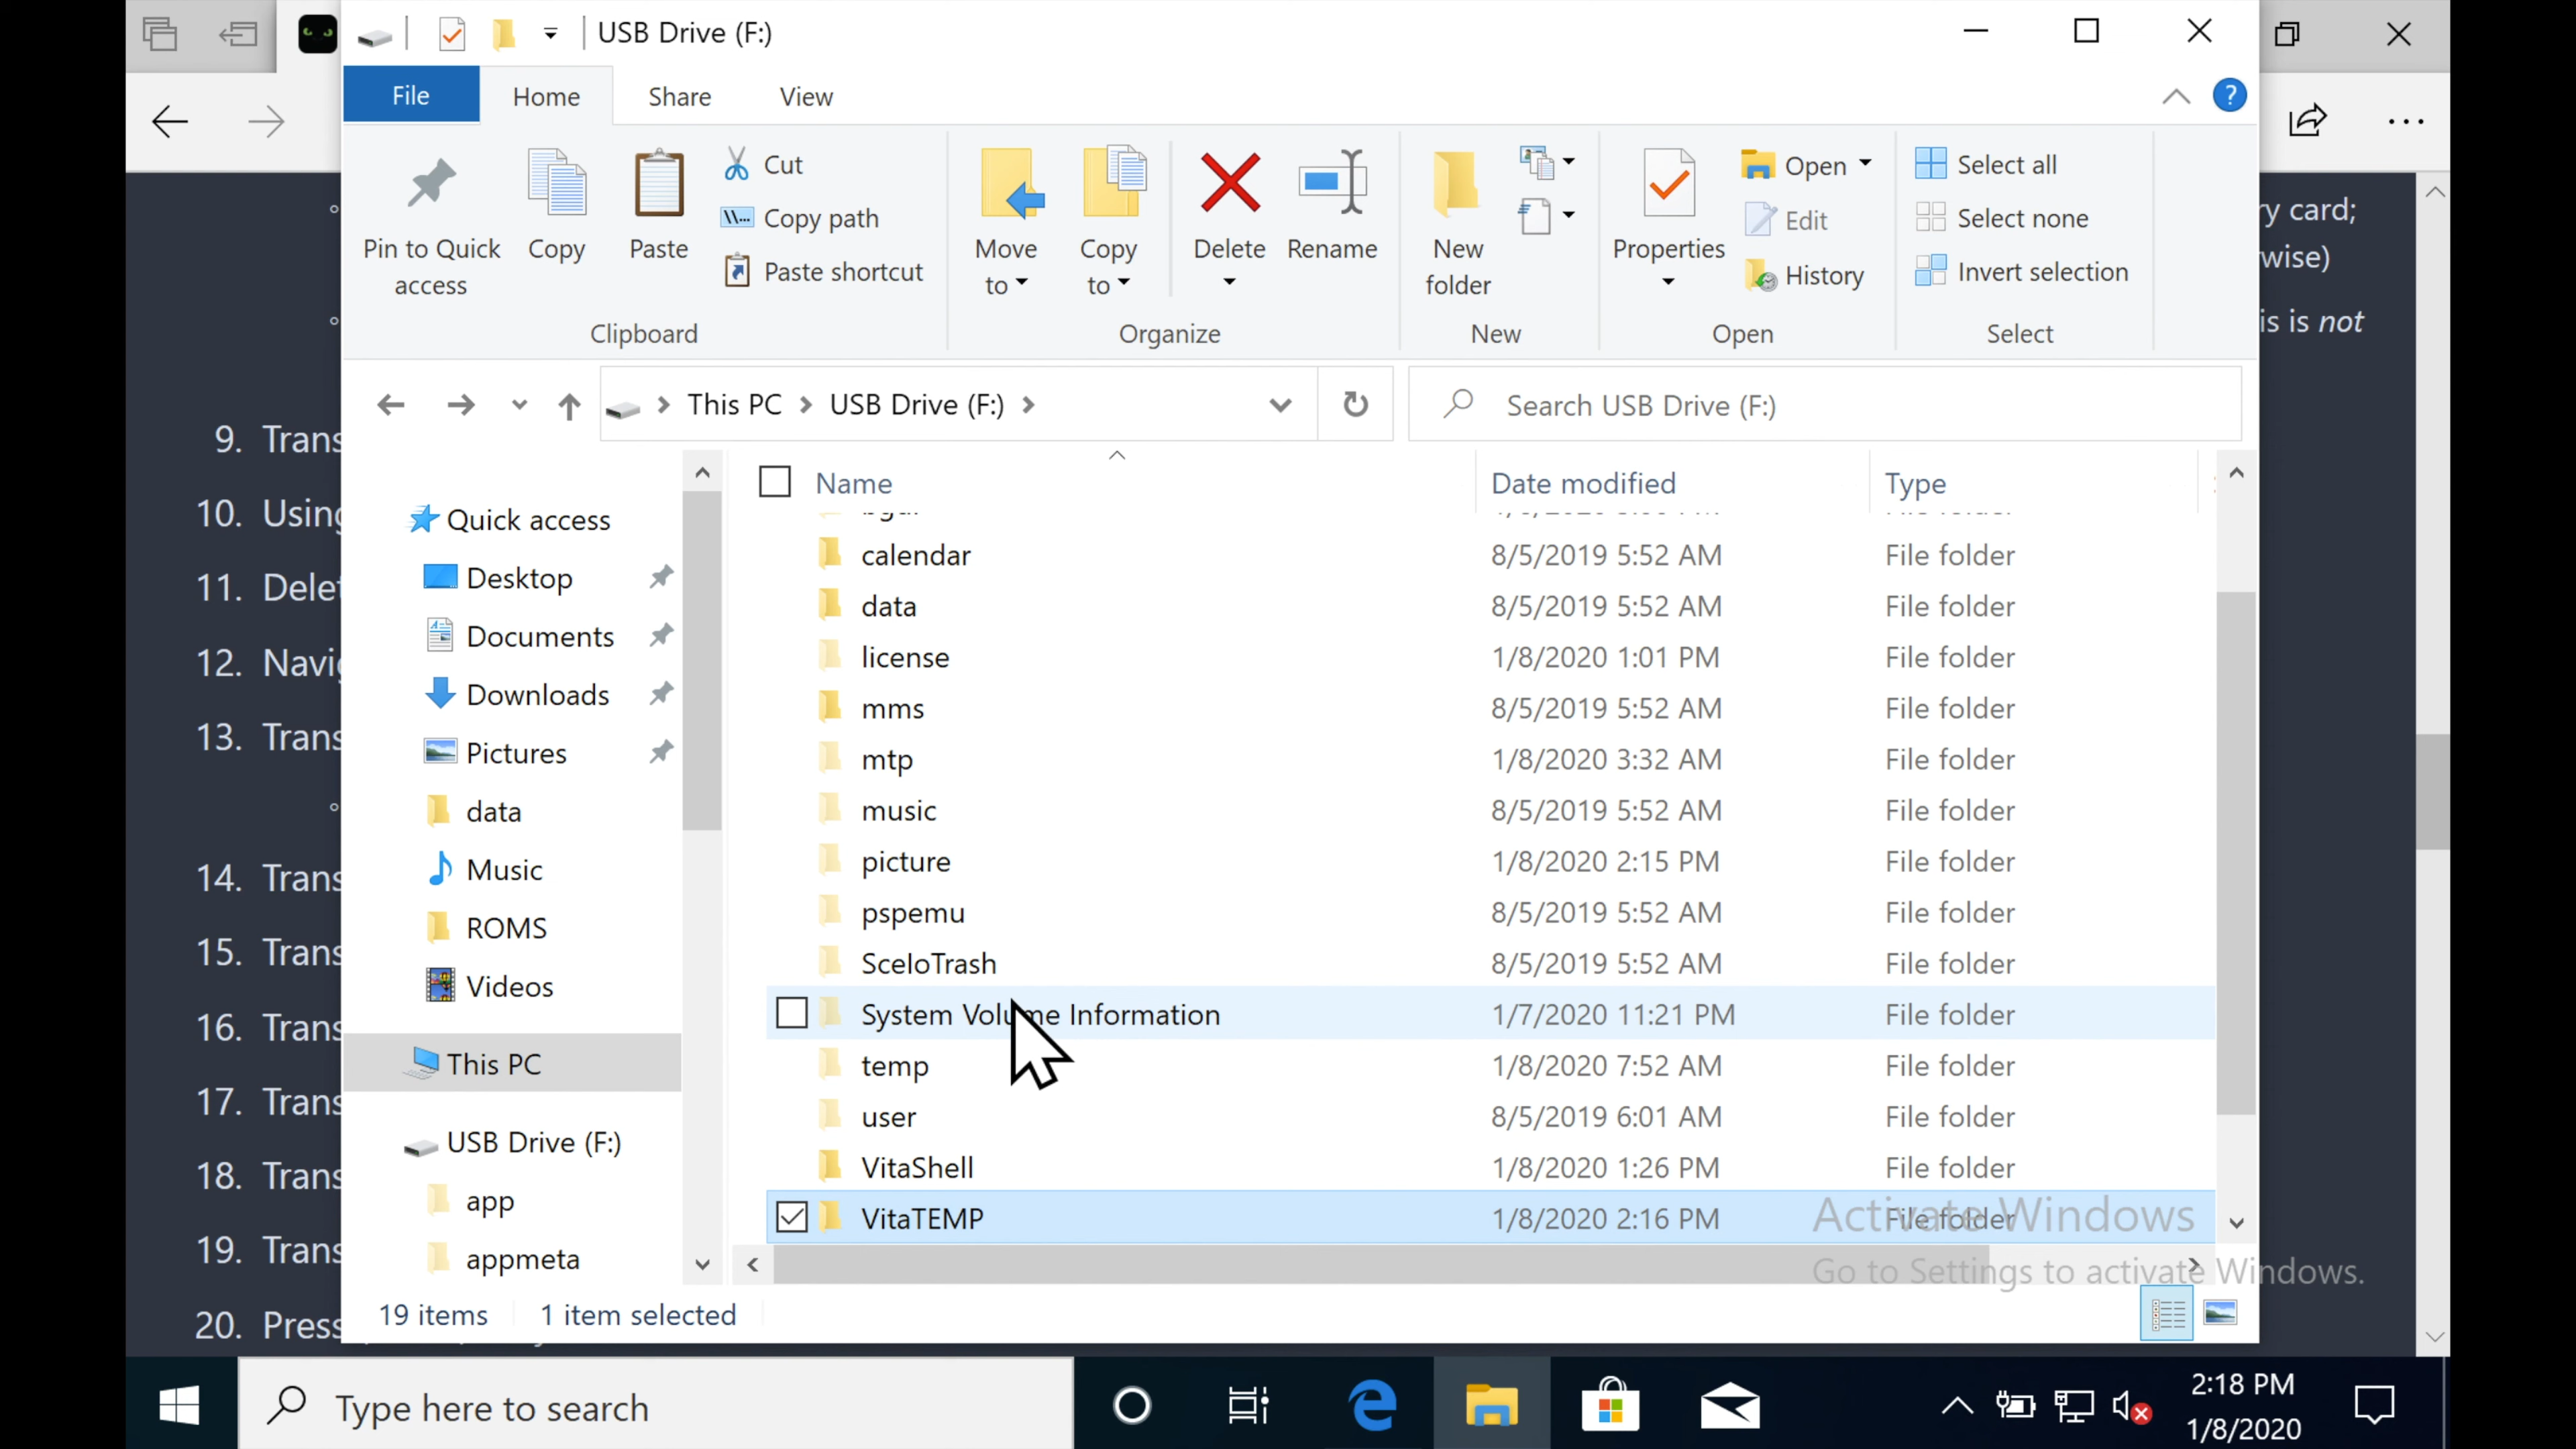 USB Drive (F:)
File
Home
Share
View
?
Pin to Quick
access
Copy
Paste
Cut
Copy path
Paste shortcut
Clipboard
Move
to
Copy
to
Delete
Rename
Organize
New
folder
New
Properties
Open
Edit
History
Open
Select all
Select none
Invert selection
Select
This PC
USB Drive (F:)
Search USB Drive (F:)
y card;
wise)
is is not
9. Trans
10. Using
11. Delet
12. Navig
13. Trans
14. Trans
15. Trans
16. Trans
17. Trans
18. Trans
19. Trans
20. Press
Quick access
Desktop
Documents
Downloads
Pictures
data
Music
ROMS
Videos
This PC
USB Drive (F:)
app
appmeta
Name Date modified Type
calendar 8/5/2019 5:52 AM File folder
data 8/5/2019 5:52 AM File folder
license 1/8/2020 1:01 PM File folder
mms 8/5/2019 5:52 AM File folder
mtp 1/8/2020 3:32 AM File folder
music 8/5/2019 5:52 AM File folder
picture 1/8/2020 2:15 PM File folder
pspemu 8/5/2019 5:52 AM File folder
SceIoTrash 8/5/2019 5:52 AM File folder
System Volume Information 1/7/2020 11:21 PM File folder
temp 1/8/2020 7:52 AM File folder
user 8/5/2019 6:01 AM File folder
VitaShell 1/8/2020 1:26 PM File folder
VitaTEMP 1/8/2020 2:16 PM File folder
Activate Windows
Go to Settings to activate Windows.
19 items
1 item selected
Type here to search
2:18 PM
1/8/2020